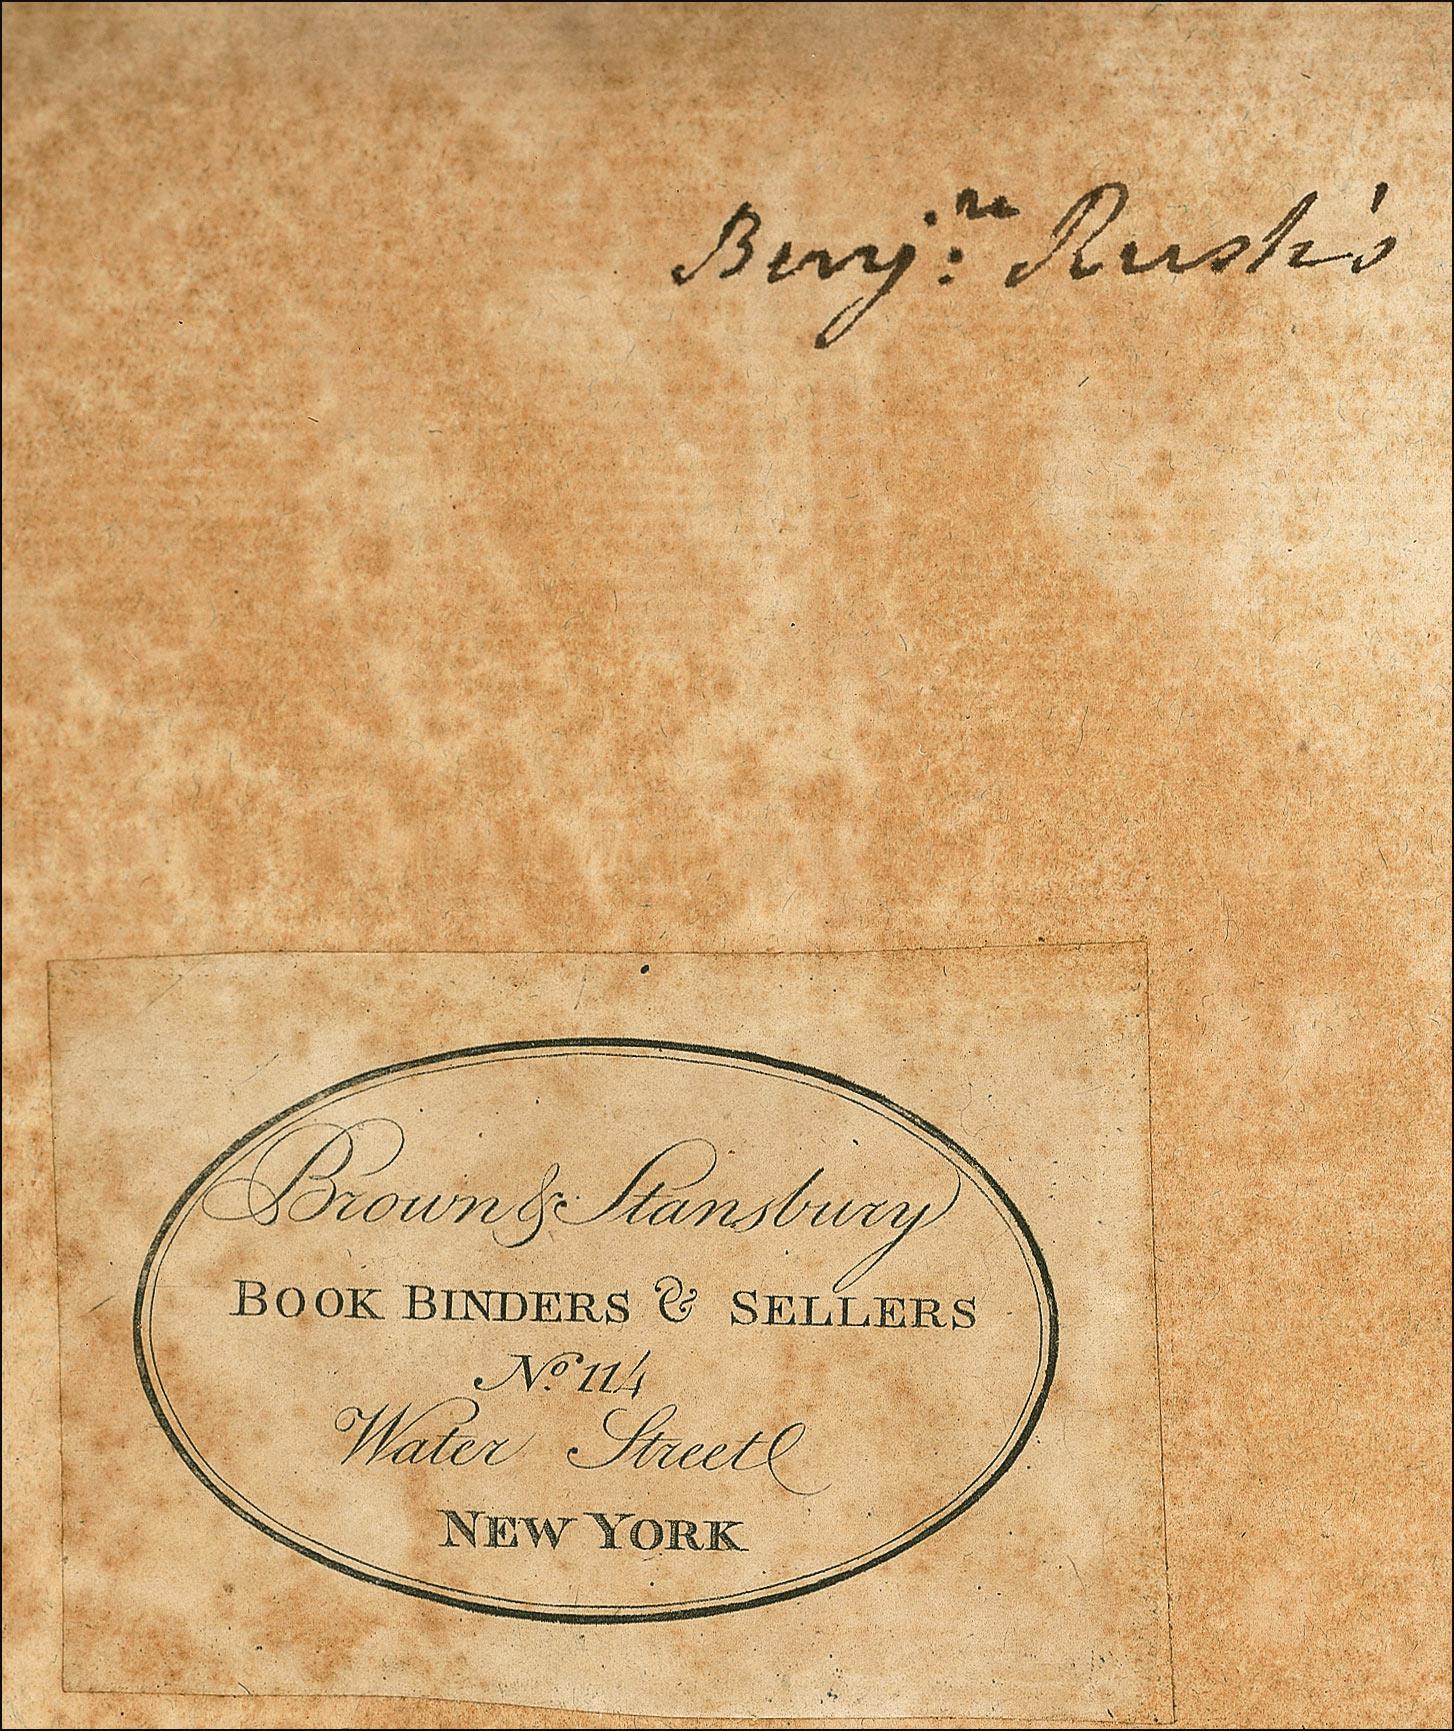 Benj:n Rush's
Brown & Stansbury
BOOK BINDERS & SELLERS
No. 114
Water Street
NEW YORK